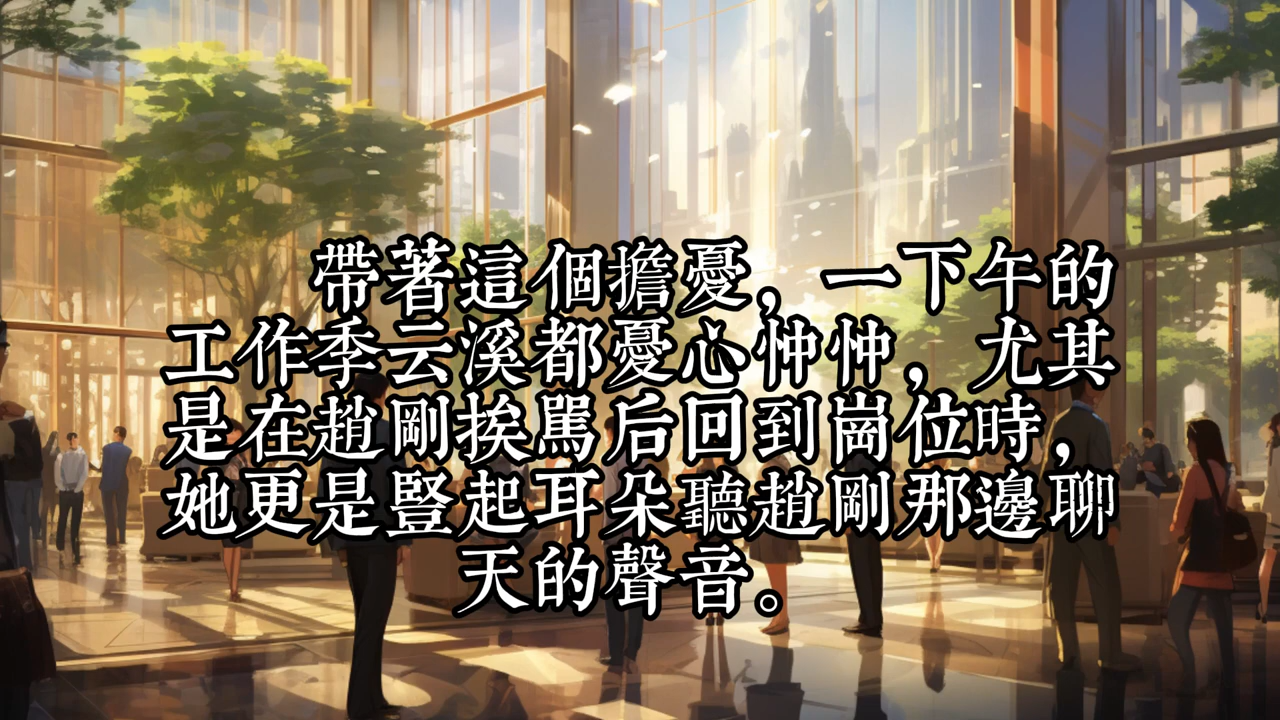 帶著這個擔憂，一下午的
工作季云溪都憂心忡忡，尤其
是在趙剛挨罵后回到崗位時，
她更是豎起耳朵聽趙剛那邊聊
天的聲音。